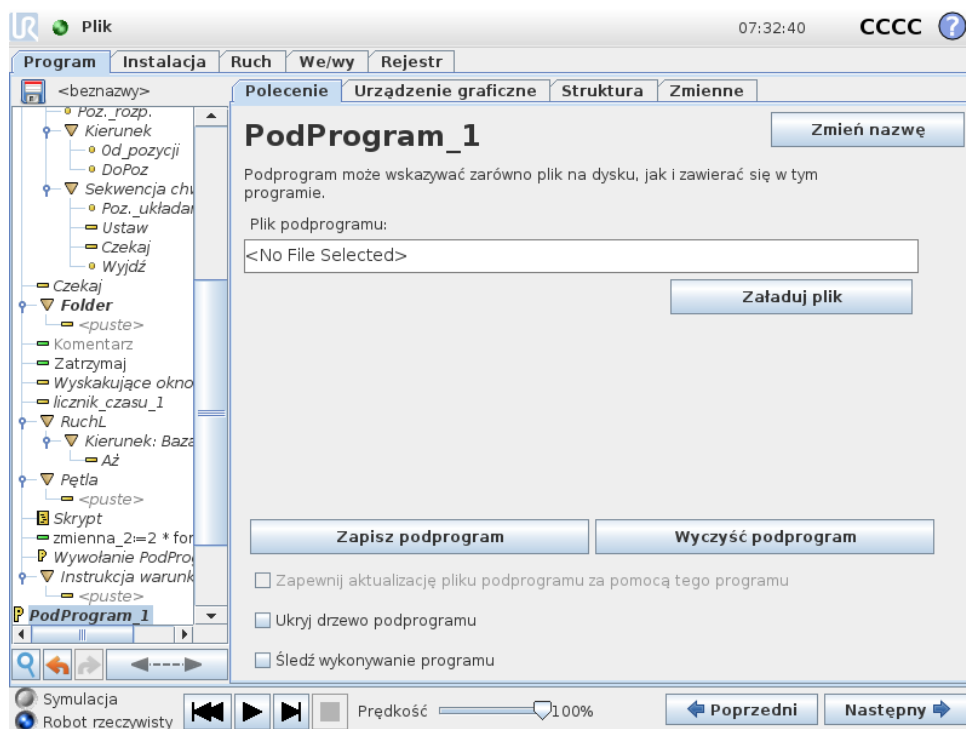 Plik
07:32:40
CCCC
Program Instalacja Ruch We/wy Rejestr
<beznazwy>
Polecenie Urządzenie graficzne Struktura Zmienne
Poz._rozp.
Kierunek
Od_pozycji
DoPoz
Sekwencja
Poz._układa
Ustaw
Czekaj
Wyjdź
Czekaj
Folder
<puste>
Komentarz
Zatrzymaj
Wyskakujące okno
licznik_czasu_1
RuchL
Kierunek: Baza
Aż
Pętla
<puste>
Skrypt
zmienna_2:=2 * for
Wywołanie PodPro
Instrukcja warunk
<puste>
PodProgram_1
PodProgram_1
Zmień nazwę
Podprogram może wskazywać zarówno plik na dysku, jak i zawierać się w tym
programie.
Plik podprogramu:
<No File Selected>
Załaduj plik
Zapisz podprogram
Wyczyść podprogram
Zapewnij aktualizację pliku podprogramu za pomocą tego programu
Ukryj drzewo podprogramu
Śledź wykonywanie programu
Symulacja
Robot rzeczywisty
Prędkość 100%
Poprzedni
Następny